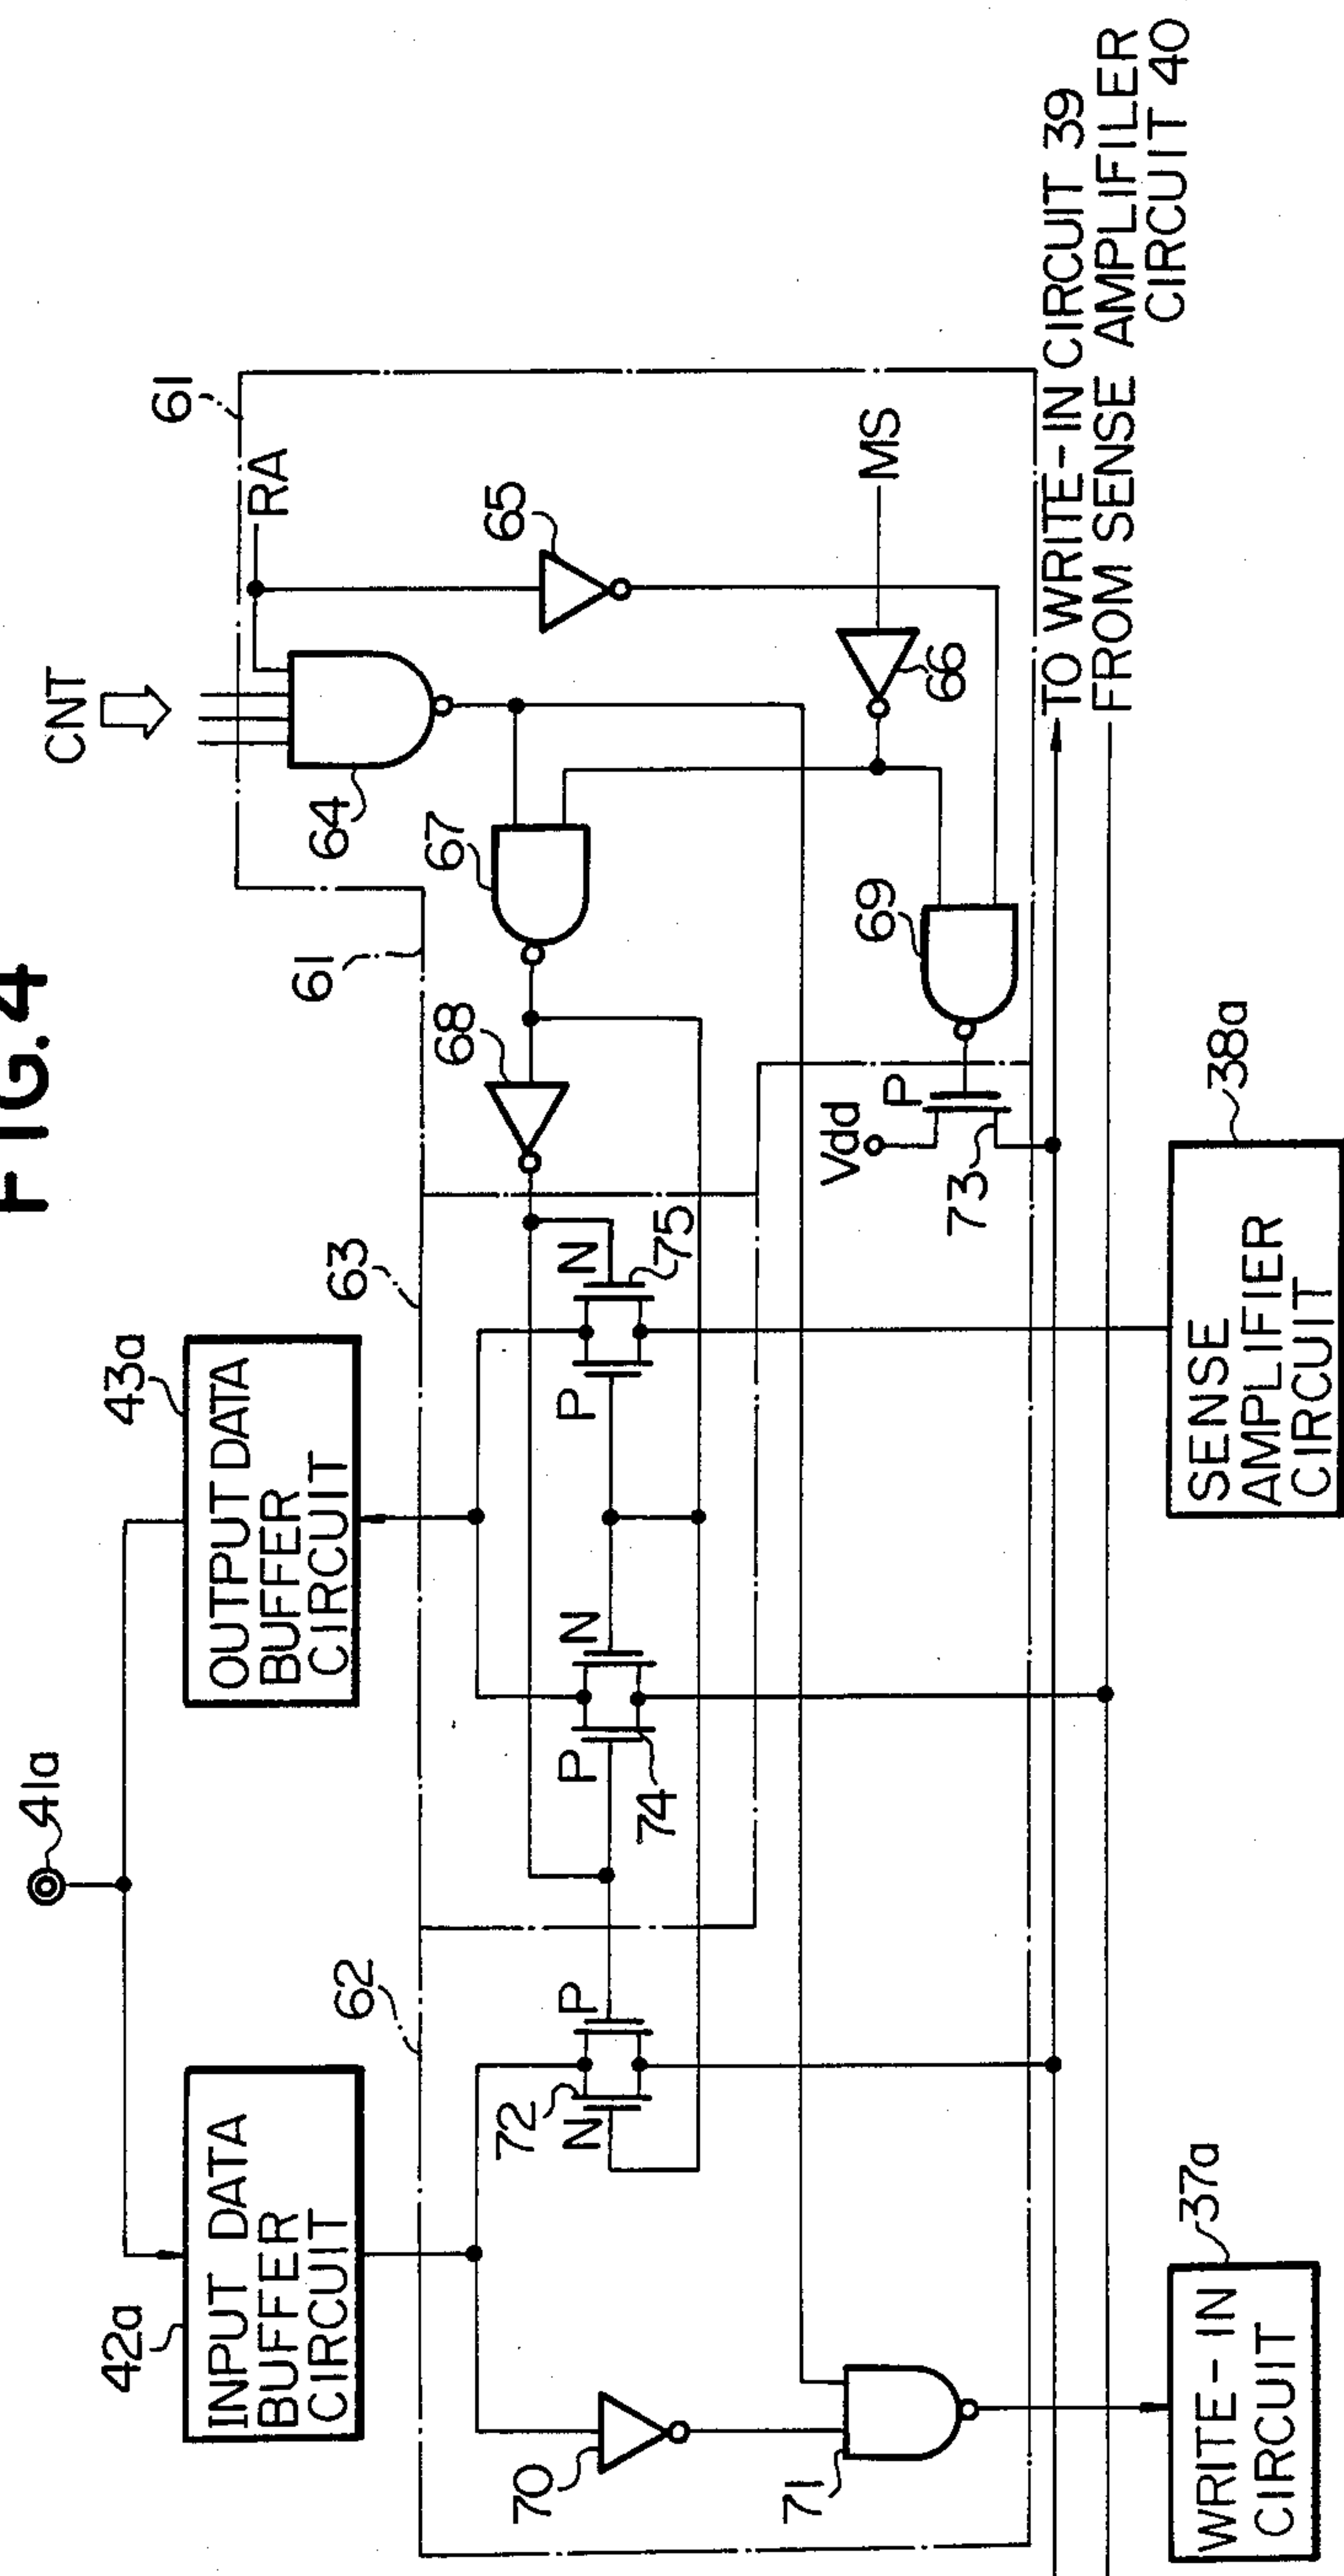 FIG.4
41a
42a
INPUT DATA
BUFFER
CIRCUIT
43a
OUTPUT DATA
BUFFER
CIRCUIT
CNT
61
RA
62
63
61
64
65
66
MS
67
68
69
70
71
72
N
P
P
N
74
P
N
75
Vdd
P
73
TO WRITE-IN CIRCUIT 39
FROM SENSE AMPLIFILER
CIRCUIT 40
37a
WRITE-IN
CIRCUIT
38a
SENSE
AMPLIFIER
CIRCUIT